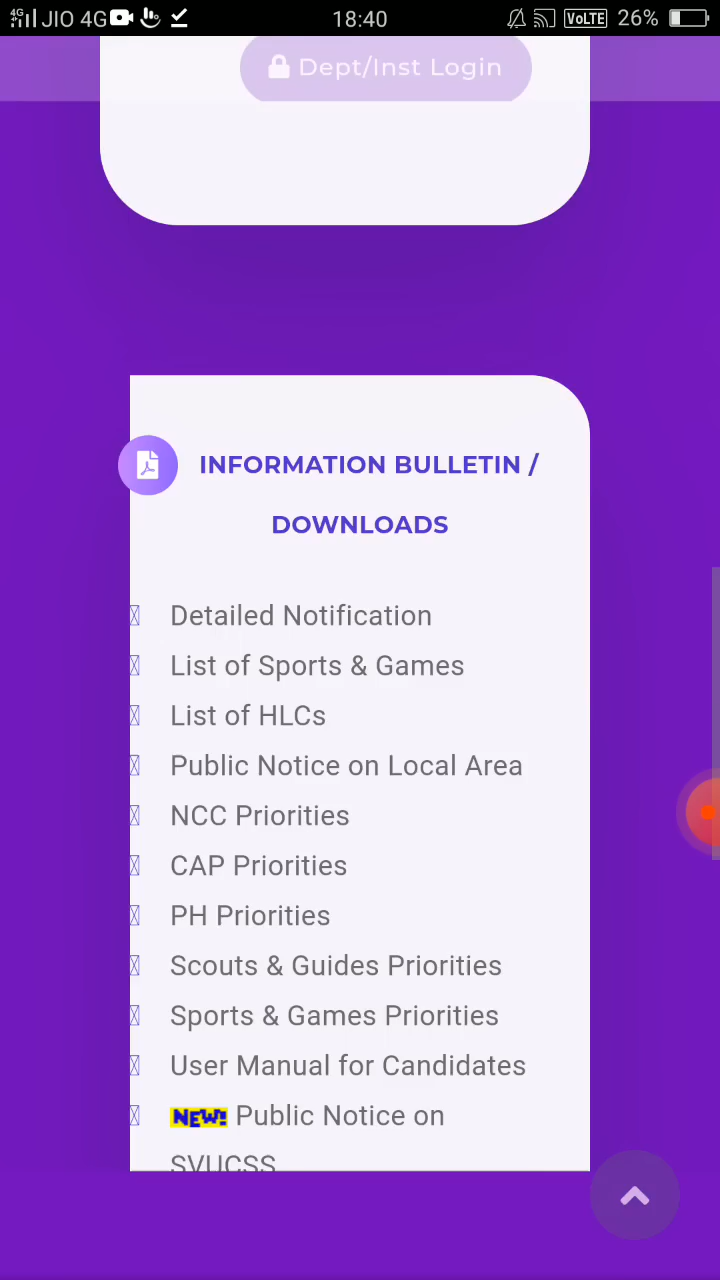 4G JIO 4G 18:40 VoLTE 26%
Dept/Inst Login
INFORMATION BULLETIN /
DOWNLOADS
Detailed Notification
List of Sports & Games
List of HLCs
Public Notice on Local Area
NCC Priorities
CAP Priorities
PH Priorities
Scouts & Guides Priorities
Sports & Games Priorities
User Manual for Candidates
NEW! Public Notice on
SVUCSS